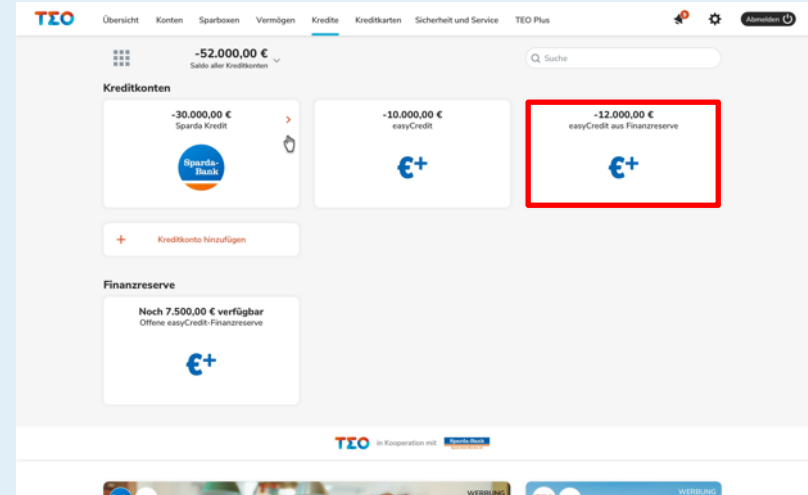 TEO
Übersicht Konten Sparboxen Vermögen Kredite Kreditkarten Sicherheit und Service TEO Plus
Abmelden
-52.000,00 €
Saldo aller Kreditkonten
Suche
Kreditkonten
-30.000,00 €
Sparda Kredit
Sparda-
Bank
-10.000,00 €
easyCredit
€+
-12.000,00 €
easyCredit aus Finanzreserve
€+
+ Kreditkonto hinzufügen
Finanzreserve
Noch 7.500,00 € verfügbar
Offene easyCredit-Finanzreserve
€+
TEO in Kooperation mit Sparda-Bank
WERBUNG
WERBUNG